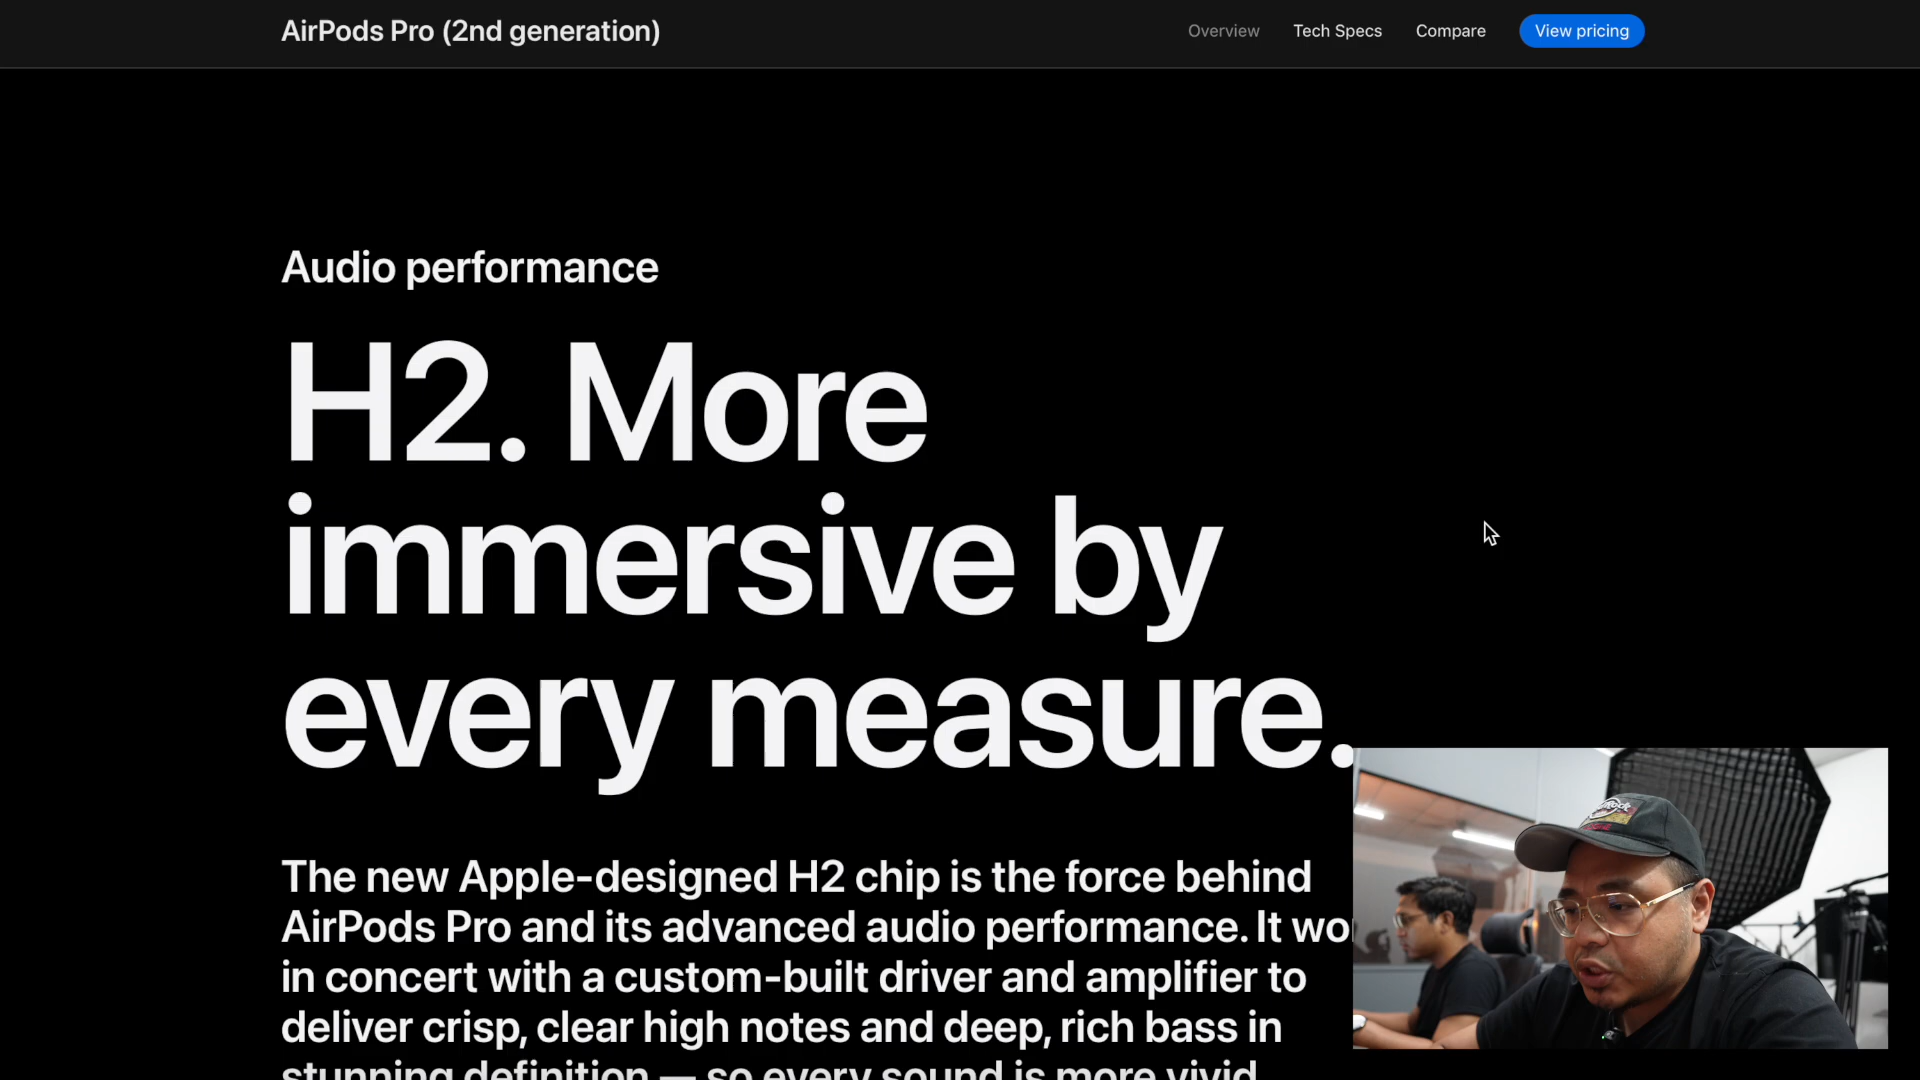 AirPods Pro (2nd generation)
Overview
Tech Specs
Compare
View pricing
Audio performance
H2. More
immersive by
every measure.
The new Apple-designed H2 chip is the force behind
AirPods Pro and its advanced audio performance. It wo
in concert with a custom-built driver and amplifier to
deliver crisp, clear high notes and deep, rich bass in
stunning definition — so every sound is more vivid